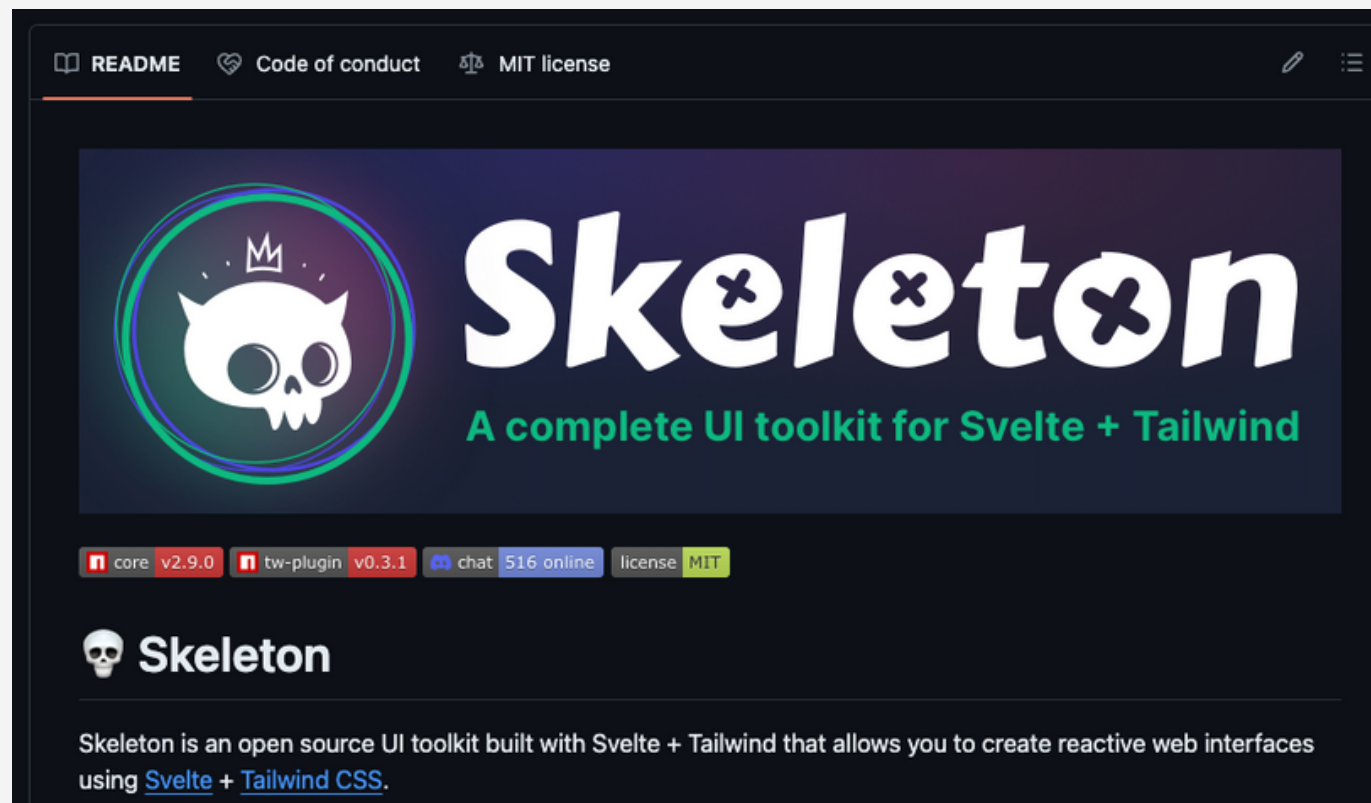 README Code of conduct MIT license
Skeleton
A complete UI toolkit for Svelte + Tailwind
core v2.9.0 tw-plugin v0.3.1 chat 516 online license MIT
💀 Skeleton
Skeleton is an open source UI toolkit built with Svelte + Tailwind that allows you to create reactive web interfaces
using Svelte + Tailwind CSS.